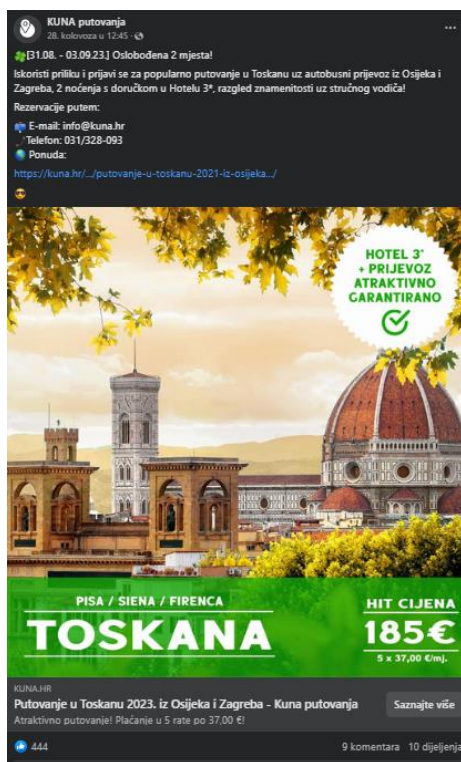 KUNA putovanja
28. kolovoza u 12:45 ·
[31.08. - 03.09.23.] Oslobođena 2 mjesta!
Iskoristi priliku i prijavi se za popularno putovanje u Toskanu uz autobusni prijevoz iz Osijeka i
Zagreba, 2 noćenja s doručkom u Hotelu 3*, razgled znamenitosti uz stručnog vodiča!
Rezervacije putem:
E-mail: info@kuna.hr
Telefon: 031/328-093
Ponuda:
https://kuna.hr/.../putovanje-u-toskanu-2021-iz-osijeka.../
HOTEL 3*
+ PRIJEVOZ
ATRAKTIVNO
GARANTIRANO
PISA / SIENA / FIRENCA
TOSKANA
HIT CIJENA
185€
5 x 37,00 €/mj.
KUNA.HR
Putovanje u Toskanu 2023. iz Osijeka i Zagreba - Kuna putovanja
Atraktivno putovanje! Plaćanje u 5 rate po 37,00 €!
Saznajte više
444
9 komentara 10 dijeljenja